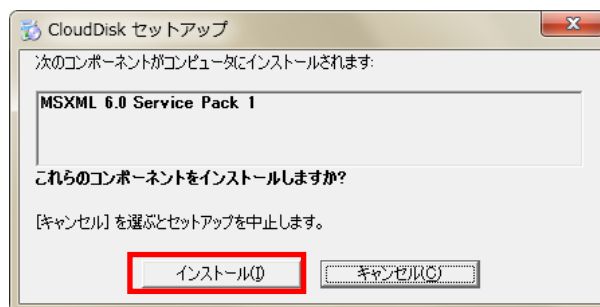 CloudDisk セットアップ
次のコンポーネントがコンピュータにインストールされます:
MSXML 6.0 Service Pack 1
これらのコンポーネントをインストールしますか?
[キャンセル] を選ぶとセットアップを中止します。
インストール(I)
キャンセル(C)